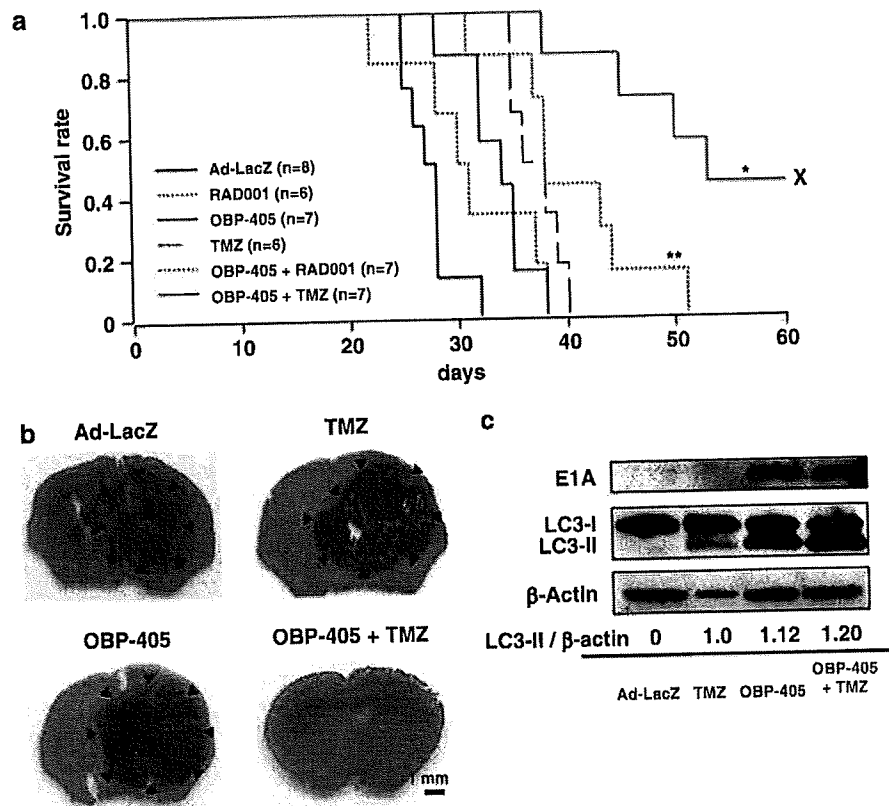 a
Survival rate
1.0
0.8
0.6
0.4
0.2
0
Ad-LacZ (n=8)
RAD001 (n=6)
OBP-405 (n=7)
TMZ (n=6)
OBP-405 + RAD001 (n=7)
OBP-405 + TMZ (n=7)
*
X
**
0 20 30 40 50 60
days
b
Ad-LacZ TMZ
OBP-405 OBP-405 + TMZ
1 mm
c
E1A
LC3-I
LC3-II
β-Actin
LC3-II / β-actin 0 1.0 1.12 1.20
Ad-LacZ TMZ OBP-405 OBP-405
+ TMZ